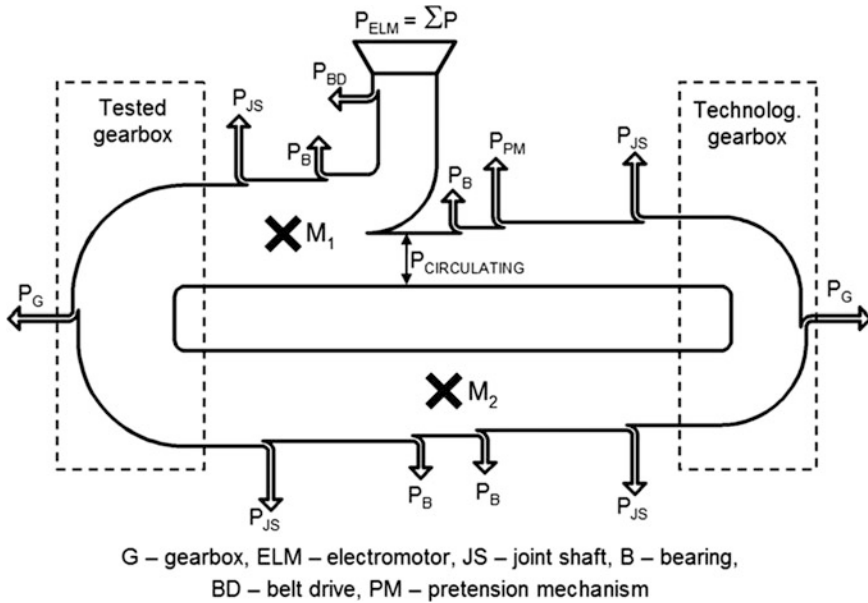 P_ELM = ∑P
P_BD
Tested
gearbox
Technolog.
gearbox
P_JS
P_B
P_PM
P_JS
P_B
M_1
P_CIRCULATING
P_G
P_G
M_2
P_B
P_B
P_JS
P_JS
G – gearbox, ELM – electromotor, JS – joint shaft, B – bearing,
BD – belt drive, PM – pretension mechanism